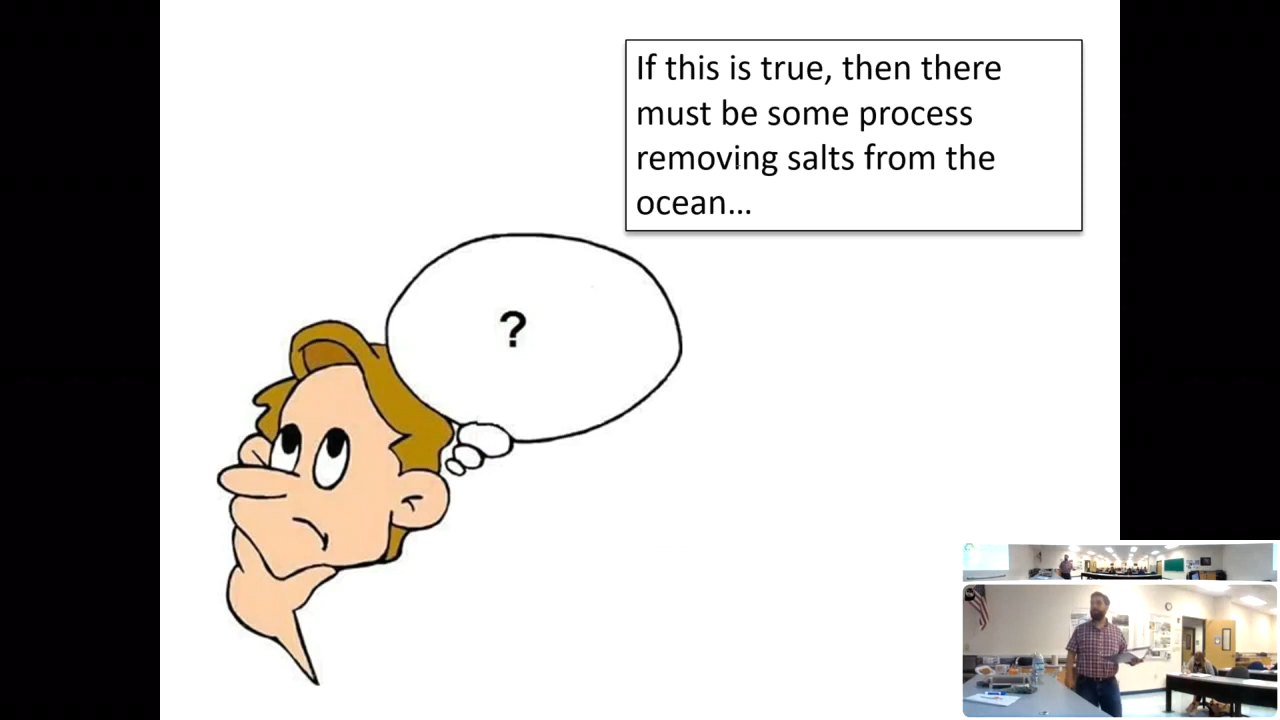 If this is true, then there
must be some process
removing salts from the
ocean…
?